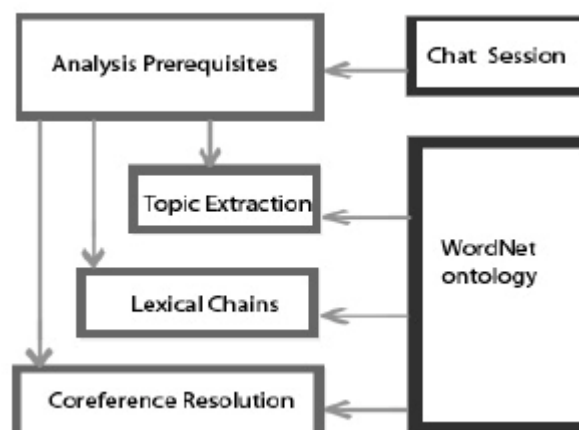 Analysis Prerequisites
Chat Session
Topic Extraction
WordNet
ontology
Lexical Chains
Coreference Resolution